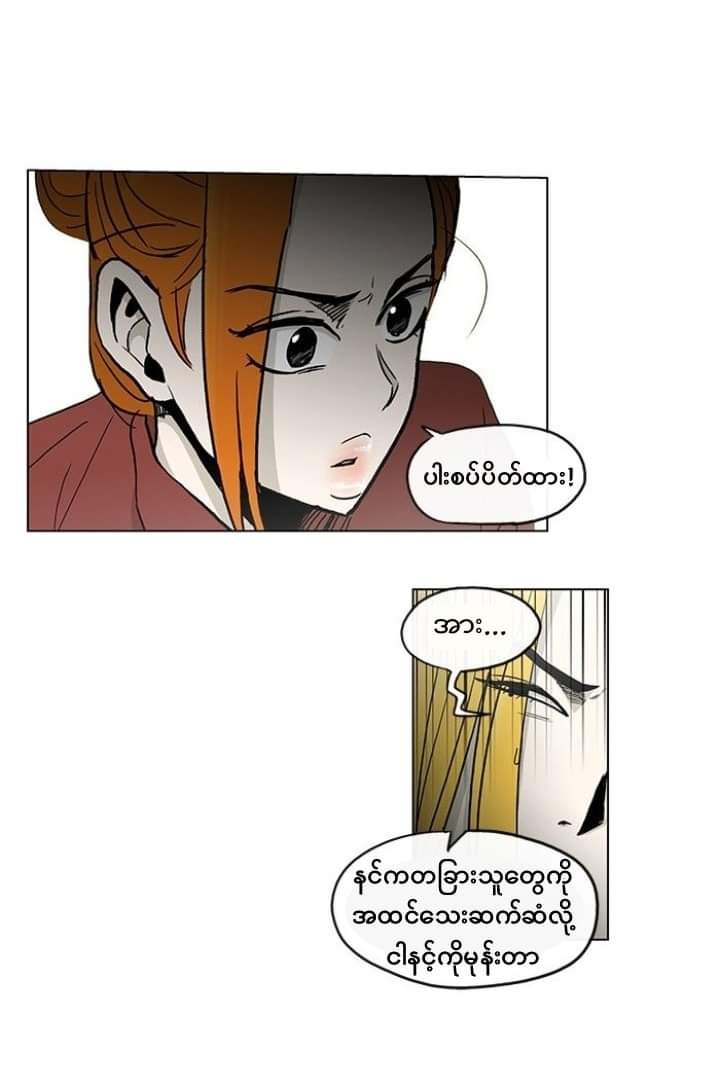 ပါးစပ်ပိတ်ထား!
အား...
နင်ကတခြားသူတွေကို
အထင်သေးဆက်ဆံလို့
ငါနင့်ကိုမုန်းတာ